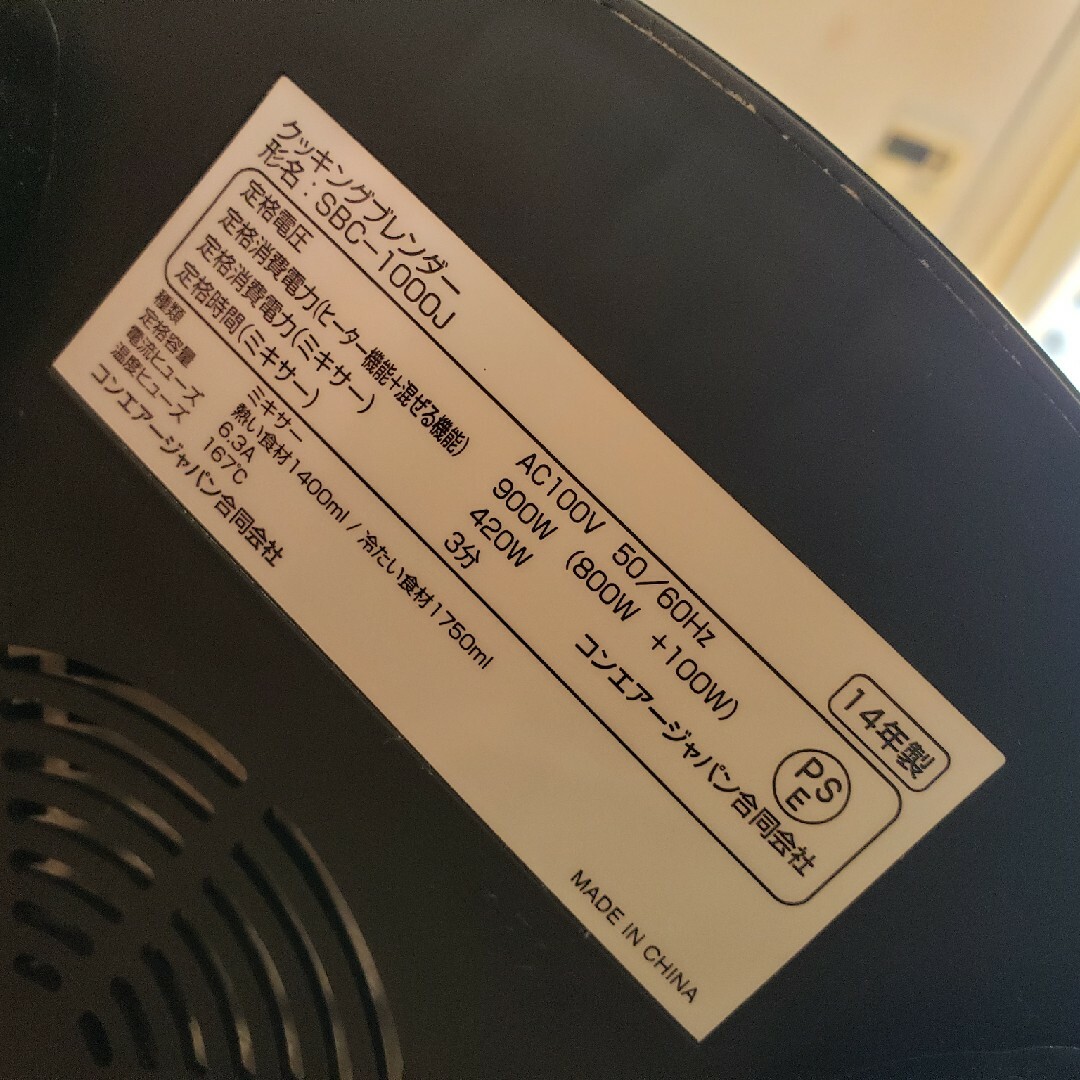 クッキングブレンダー
形名：SBC-1000J
14年製
定格電圧 AC100V 50/60Hz
定格消費電力(ヒーター機能+混ぜる機能) 900W (800W +100W)
定格消費電力(ミキサー) 420W
定格時間(ミキサー) 3分
PS
E
コンエアージャパン合同会社
種類 ミキサー
定格容量 熱い食材1400ml / 冷たい食材1750ml
電流ヒューズ 6.3A
温度ヒューズ 167℃
コンエアージャパン合同会社
MADE IN CHINA